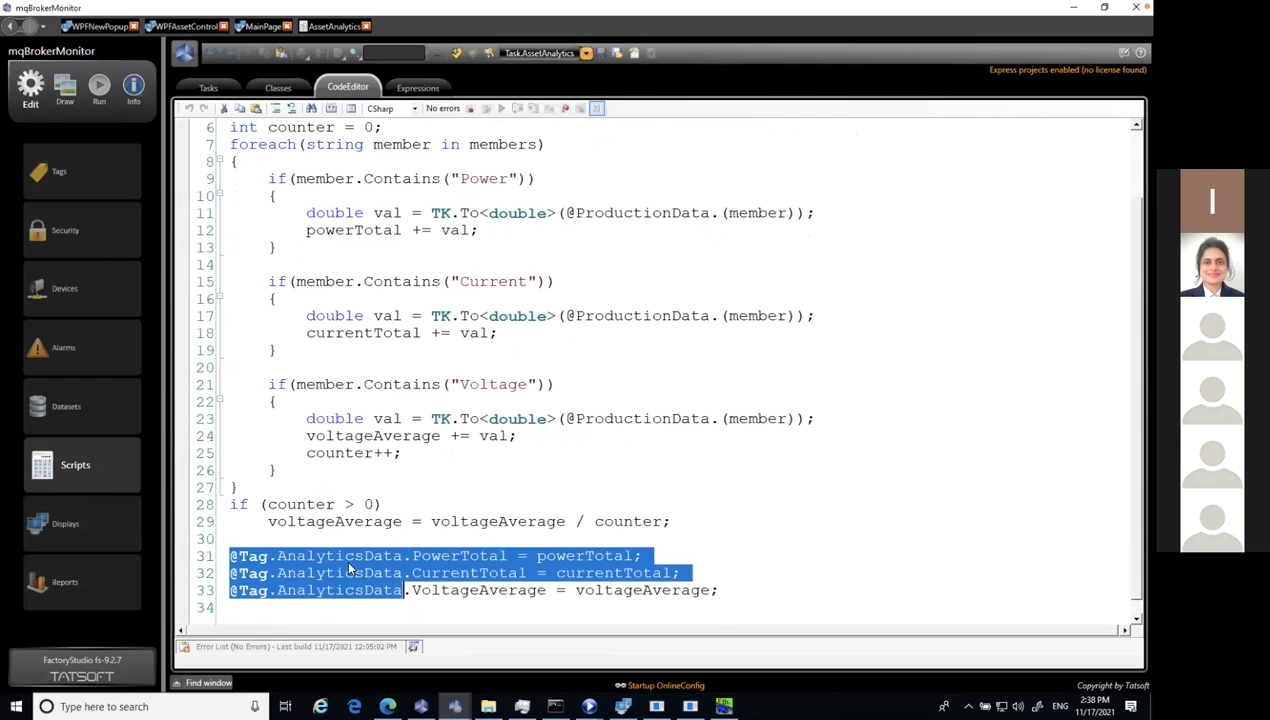 mqBrokerMonitor
WPFNewPopup
WPFAssetControl
MainPage
AssetAnalytics
Task.AssetAnalytics
Express projects enabled (no license found)
Edit
Draw
Run
Info
Tasks
Classes
CodeEditor
Expressions
CSharp
No errors
Tags
Security
Devices
Alarms
Datasets
Scripts
Displays
Reports
6 int counter = 0;
7 foreach(string member in members)
8 {
9 if(member.Contains("Power"))
10 {
11 double val = TK.To<double>(@ProductionData.(member));
12 powerTotal += val;
13 }
14
15 if(member.Contains("Current"))
16 {
17 double val = TK.To<double>(@ProductionData.(member));
18 currentTotal += val;
19 }
20
21 if(member.Contains("Voltage"))
22 {
23 double val = TK.To<double>(@ProductionData.(member));
24 voltageAverage += val;
25 counter++;
26 }
27 }
28 if (counter > 0)
29 voltageAverage = voltageAverage / counter;
30
31 @Tag.AnalyticsData.PowerTotal = powerTotal;
32 @Tag.AnalyticsData.CurrentTotal = currentTotal;
33 @Tag.AnalyticsData.VoltageAverage = voltageAverage;
34
Error List (No Errors) - Last build 11/17/2021 12:05:02 PM
FactoryStudio fs-9.2.7
TATSOFT
Find window
Startup OnlineConfig
Copyright by Tatsoft
I
Type here to search
ENG
2:38 PM
11/17/2021